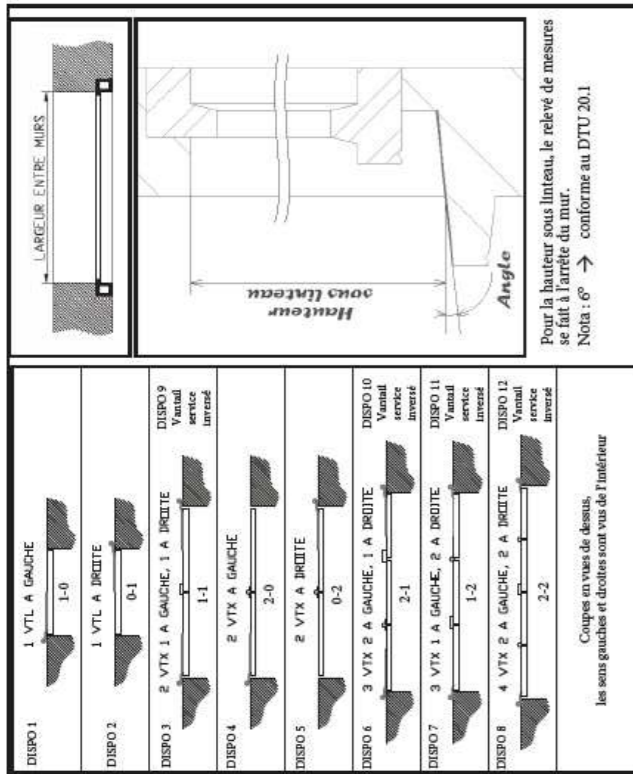 DISPO 1
1 VTL A GAUCHE
1-0
DISPO 2
1 VTL A DROITE
0-1
DISPO 3
2 VTX 1 A GAUCHE, 1 A DROITE
DISPO 9
Vantail
service
inversé
1-1
DISPO 4
2 VTX A GAUCHE
2-0
DISPO 5
2 VTX A DROITE
0-2
DISPO 6
3 VTX 2 A GAUCHE, 1 A DROITE
DISPO 10
Vantail
service
inversé
2-1
DISPO 7
3 VTX 1 A GAUCHE, 2 A DROITE
DISPO 11
Vantail
service
inversé
1-2
DISPO 8
4 VTX 2 A GAUCHE, 2 A DROITE
DISPO 12
Vantail
service
inversé
2-2
Coupes en vues de dessus,
les sens gauches et droites sont vus de l'intérieur
LARGEUR ENTRE MURS
Hauteur
sous linteau
Angle
Pour la hauteur sous linteau, le relevé de mesures
se fait à l'arrête du mur.
Nota : 6° → conforme au DTU 20.1